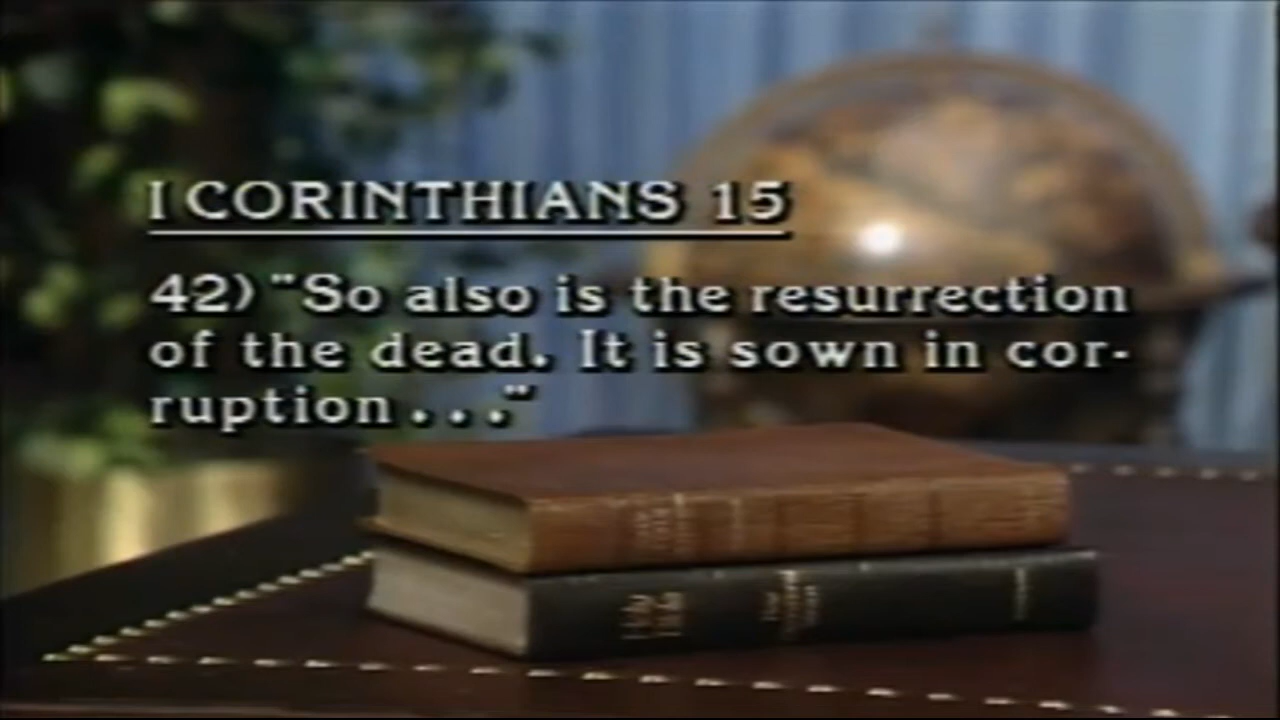 I CORINTHIANS 15
42) "So also is the resurrection
of the dead. It is sown in cor-
ruption..."